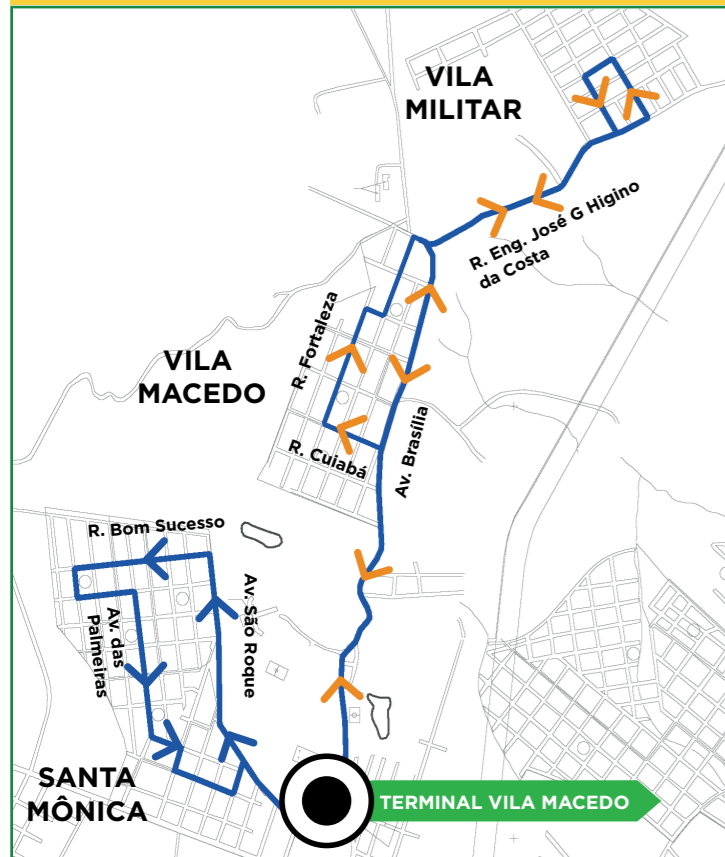 VILA
MILITAR
R. Eng. José G Higino
da Costa
R. Fortaleza
VILA
MACEDO
R. Cuiabá
Av. Brasília
R. Bom Sucesso
Av. São Roque
Av. das
Palmeiras
SANTA
MÔNICA
TERMINAL VILA MACEDO